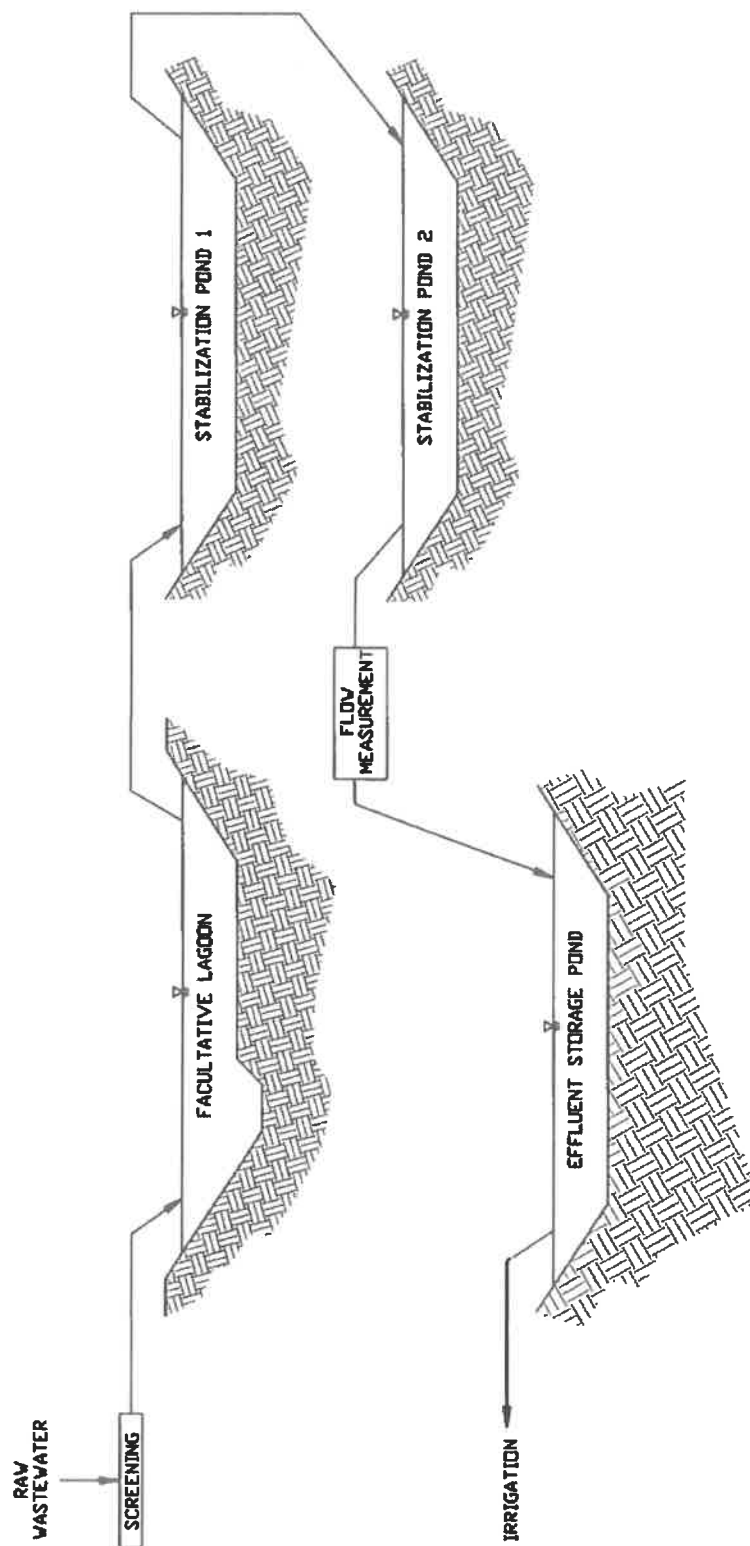 RAW
WASTEWATER
SCREENING
FACULTATIVE LAGOON
STABILIZATION POND 1
STABILIZATION POND 2
FLOW
MEASUREMENT
EFFLUENT STORAGE POND
IRRIGATION